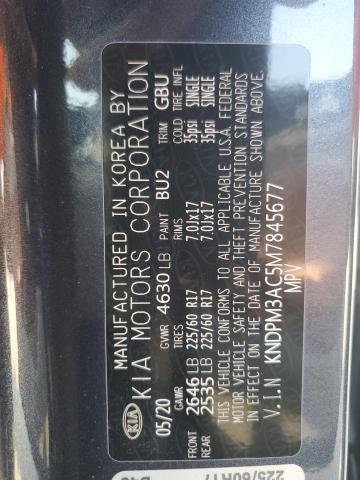 KIA
MANUFACTURED IN KOREA BY
KIA MOTORS CORPORATION
05/20 GVWR 4630 LB PAINT BU2 TRIM GBU
GAWR TIRES RIMS COLD TIRE INFL
FRONT 2646 LB 225/60 R17 7.0Jx17 35psi SINGLE
REAR 2535 LB 225/60 R17 7.0Jx17 35psi SINGLE
THIS VEHICLE CONFORMS TO ALL APPLICABLE U.S.A. FEDERAL
MOTOR VEHICLE SAFETY AND THEFT PREVENTION STANDARDS
IN EFFECT ON THE DATE OF MANUFACTURE SHOWN ABOVE.
V.I.N KNDPM3AC5M7845677
MPV
225/60R17